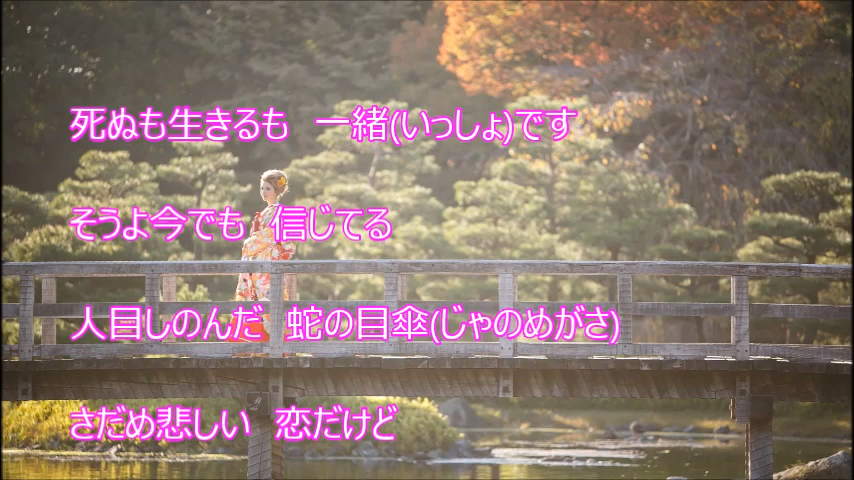 死ぬも生きるも　一緒(いっしょ)です
そうよ今でも　信じてる
人目しのんだ　蛇の目傘(じゃのめがさ)
さだめ悲しい　恋だけど